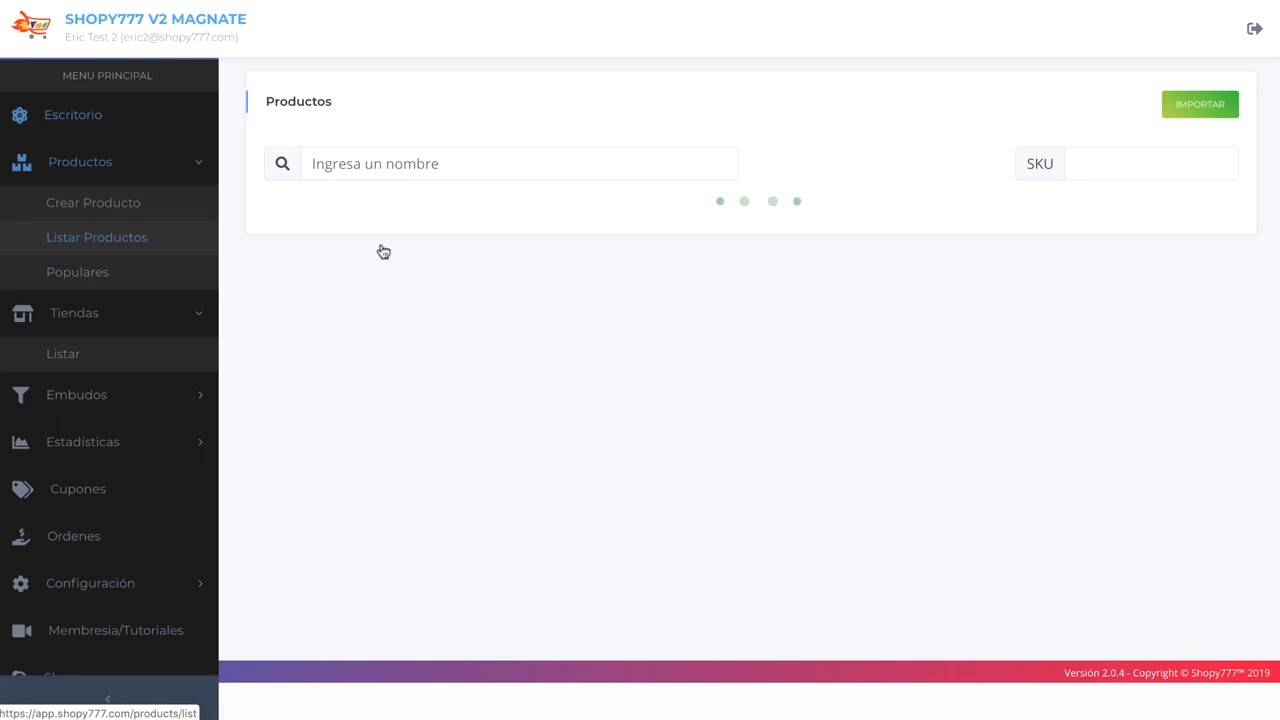 SHOPY777 V2 MAGNATE
Eric Test 2 (eric2@shopy777.com)
MENU PRINCIPAL
Escritorio
Productos
Crear Producto
Listar Productos
Populares
Tiendas
Listar
Embudos
Estadísticas
Cupones
Ordenes
Configuración
Membresia/Tutoriales
https://app.shopy777.com/products/list
Productos
IMPORTAR
Ingresa un nombre
SKU
Versión 2.0.4 - Copyright © Shopy777™ 2019